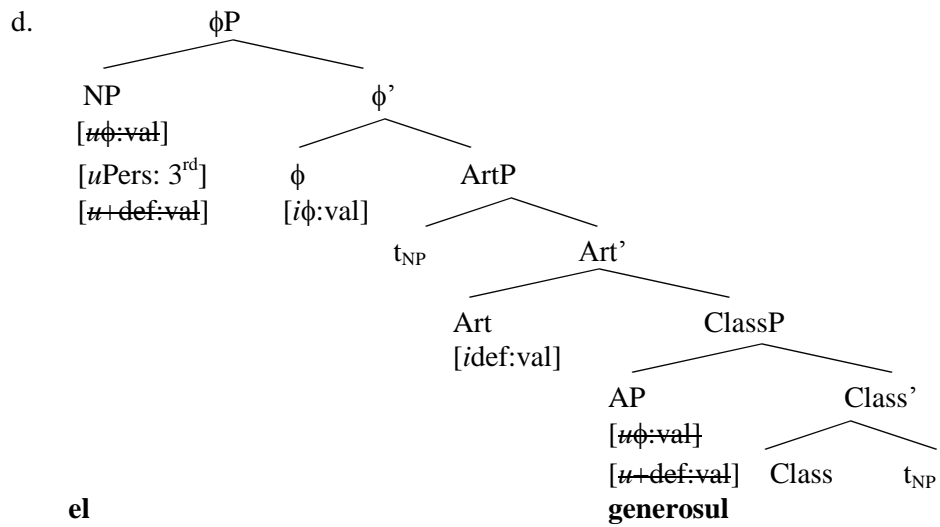 d. ϕP
NP ϕ’
[uϕ:val]
[uPers: 3rd] ϕ ArtP
[u+def:val] [iϕ:val]
tNP Art’
Art ClassP
[idef:val]
AP Class’
[uϕ:val]
[u+def:val] Class tNP
el generosul